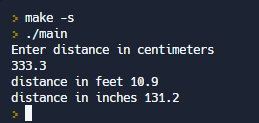 > make -s
> ./main
Enter distance in centimeters
333.3
distance in feet 10.9
distance in inches 131.2
>